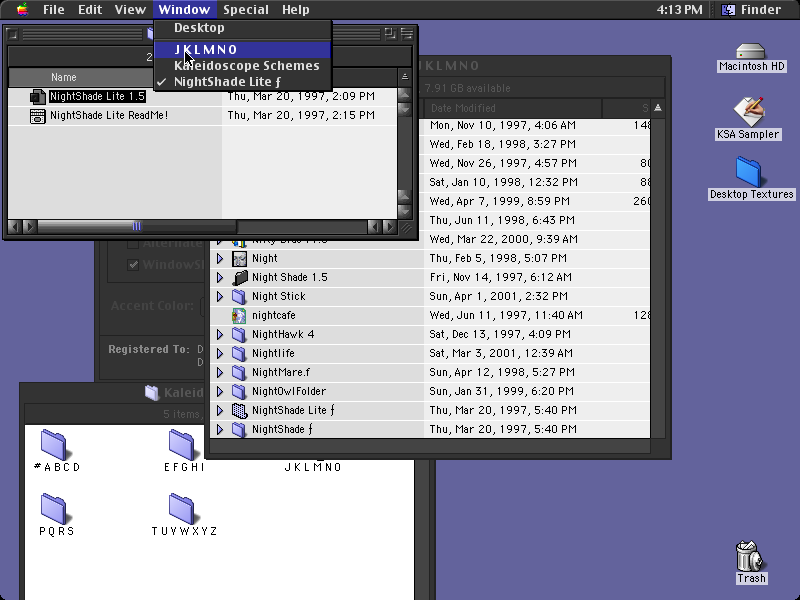 File Edit View Window Special Help 4:13 PM Finder
Desktop
J K L M N O
Kaleidoscope Schemes
NightShade Lite ƒ
2
Name
NightShade Lite 1.5 Thu, Mar 20, 1997, 2:09 PM
NightShade Lite ReadMe! Thu, Mar 20, 1997, 2:15 PM
J K L M N O
7.91 GB available
Date Modified S
Mon, Nov 10, 1997, 4:06 AM 148
Wed, Feb 18, 1998, 3:27 PM
Wed, Nov 26, 1997, 4:57 PM 80
Sat, Jan 10, 1998, 12:32 PM 88
Wed, Apr 7, 1999, 8:59 PM 260
Thu, Jun 11, 1998, 6:43 PM
Wed, Mar 22, 2000, 9:39 AM
Night Thu, Feb 5, 1998, 5:07 PM
Night Shade 1.5 Fri, Nov 14, 1997, 6:12 AM
Night Stick Sun, Apr 1, 2001, 2:32 PM
nightcafe Wed, Jun 11, 1997, 11:40 AM 128
NightHawk 4 Sat, Dec 13, 1997, 4:09 PM
Nightlife Sat, Mar 3, 2001, 12:39 AM
NightMare.f Sun, Apr 12, 1998, 5:27 PM
NightOwlFolder Sun, Jan 31, 1999, 6:20 PM
NightShade Lite ƒ Thu, Mar 20, 1997, 5:40 PM
NightShade ƒ Thu, Mar 20, 1997, 5:40 PM
Alternate
WindowSh
Accent Color:
Registered To: D
D
Kaleid
5 items,
#ABCD
EFGHI
JKLMNO
PQRS
TUVWXYZ
Macintosh HD
KSA Sampler
Desktop Textures
Trash